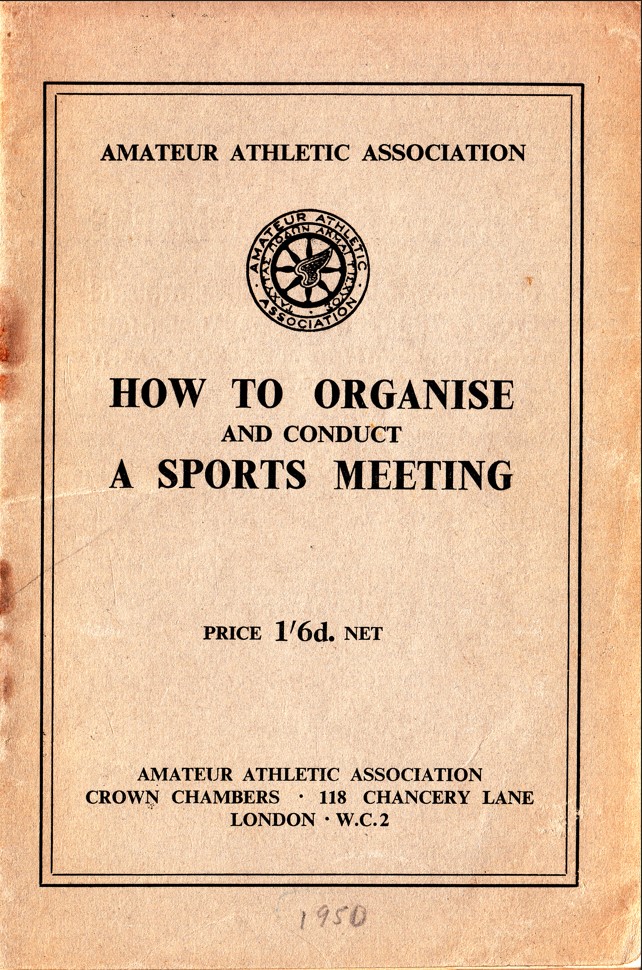 AMATEUR ATHLETIC ASSOCIATION
AMATEUR ATHLETIC
ASSOCIATION
HOW TO ORGANISE
AND CONDUCT
A SPORTS MEETING
PRICE 1'6d. NET
AMATEUR ATHLETIC ASSOCIATION
CROWN CHAMBERS · 118 CHANCERY LANE
LONDON · W.C.2
1950